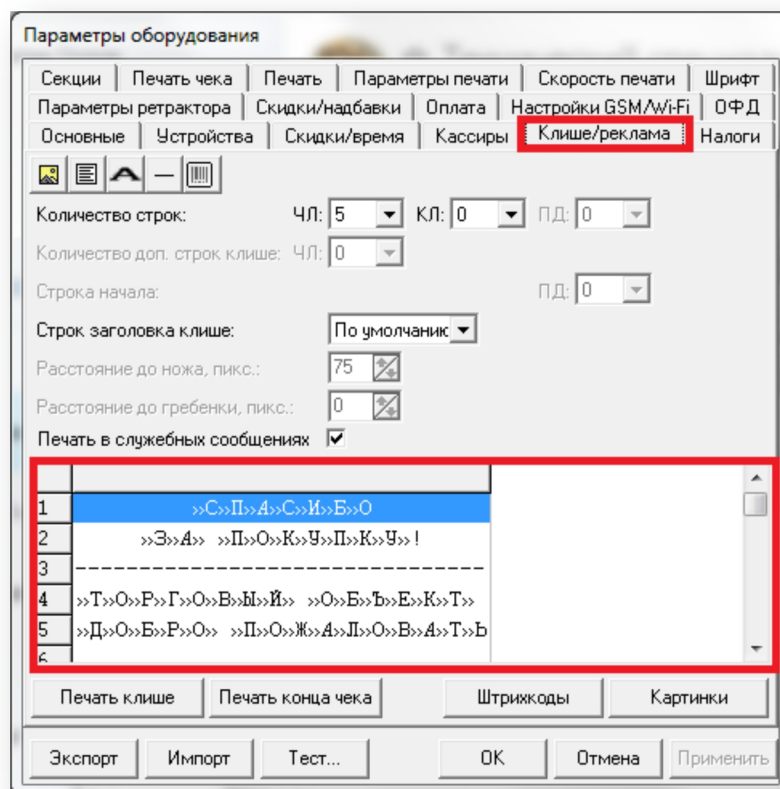 Параметры оборудования
Секции Печать чека Печать Параметры печати Скорость печати Шрифт
Параметры ретрактора Скидки/надбавки Оплата Настройки GSM/Wi-Fi ОФД
Основные Устройства Скидки/время Кассиры Клише/реклама Налоги
Количество строк: ЧЛ: 5 КЛ: 0 ПД: 0
Количество доп. строк клише: ЧЛ: 0
Строка начала: ПД: 0
Строк заголовка клише: По умолчанию
Расстояние до ножа, пикс.: 75
Расстояние до гребенки, пикс.: 0
Печать в служебных сообщениях
1 »С»П»А»С»И»Б»О
2 »З»А» »П»О»К»У»П»К»У»!
3 ----------------------------------
4 »Т»О»Р»Г»О»В»Ы»Й» »О»Б»Ъ»Е»К»Т»
5 »Д»О»Б»Р»О» »П»О»Ж»А»Л»О»В»А»Т»Ь
6
Печать клише Печать конца чека Штрихкоды Картинки
Экспорт Импорт Тест... OK Отмена Применить